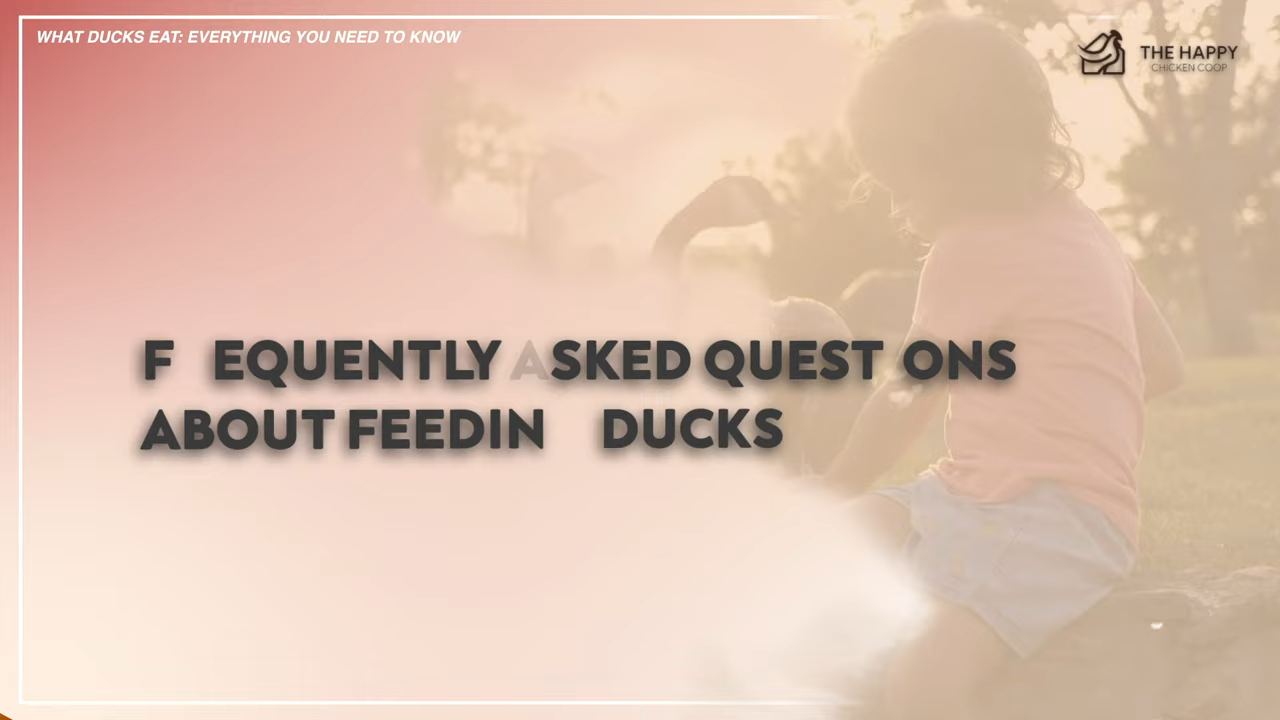 WHAT DUCKS EAT: EVERYTHING YOU NEED TO KNOW
THE HAPPY
CHICKEN COOP
F EQUENTLY ASKED QUEST ONS
ABOUT FEEDIN DUCKS